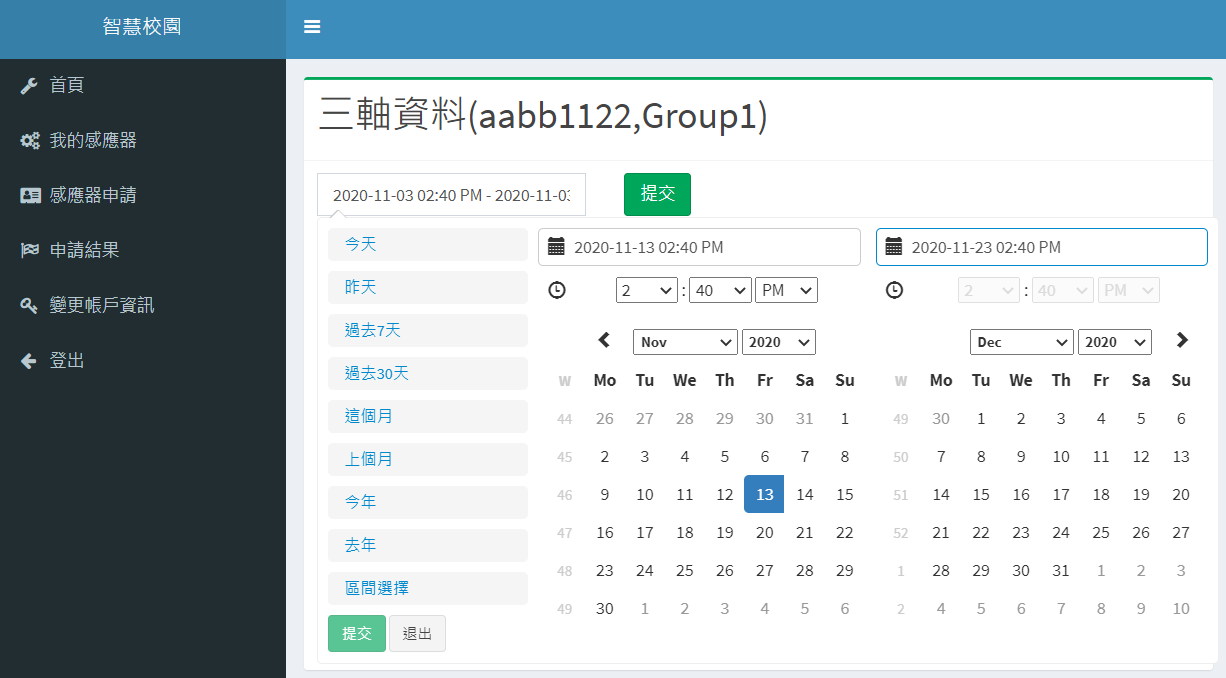 智慧校園
首頁
我的感應器
感應器申請
申請結果
變更帳戶資訊
登出
三軸資料(aabb1122,Group1)
2020-11-03 02:40 PM - 2020-11-03
提交
今天
昨天
過去7天
過去30天
這個月
上個月
今年
去年
區間選擇
提交 退出
2020-11-13 02:40 PM
2 : 40 PM
Nov 2020
W Mo Tu We Th Fr Sa Su
44 26 27 28 29 30 31 1
45 2 3 4 5 6 7 8
46 9 10 11 12 13 14 15
47 16 17 18 19 20 21 22
48 23 24 25 26 27 28 29
49 30 1 2 3 4 5 6
2020-11-23 02:40 PM
2 : 40 PM
Dec 2020
W Mo Tu We Th Fr Sa Su
49 30 1 2 3 4 5 6
50 7 8 9 10 11 12 13
51 14 15 16 17 18 19 20
52 21 22 23 24 25 26 27
1 28 29 30 31 1 2 3
2 4 5 6 7 8 9 10